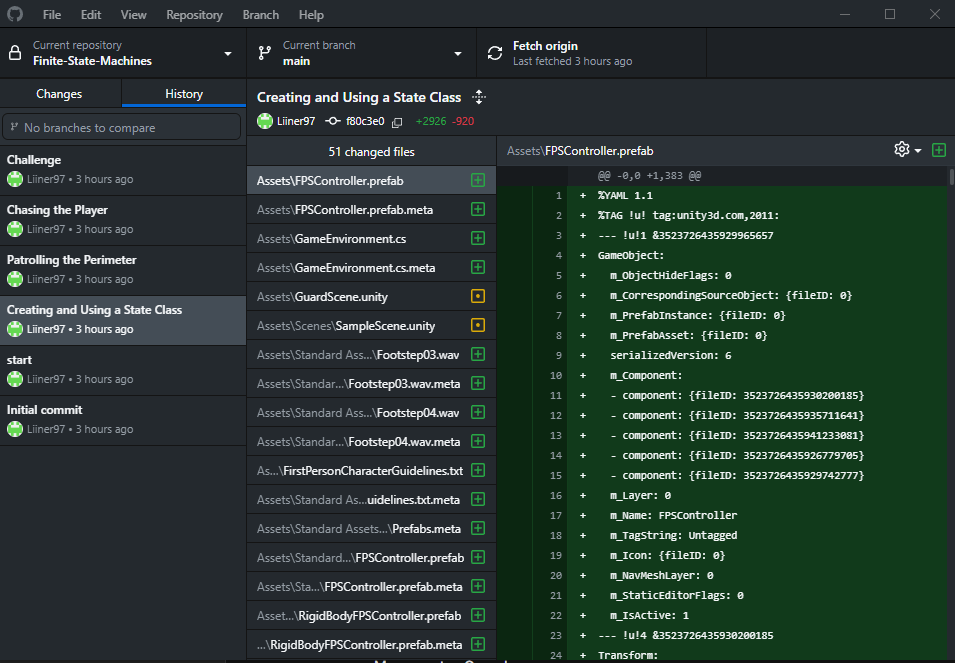 File Edit View Repository Branch Help
Current repository
Finite-State-Machines
Current branch
main
Fetch origin
Last fetched 3 hours ago
Changes History
No branches to compare
Challenge
Liiner97 • 3 hours ago
Chasing the Player
Liiner97 • 3 hours ago
Patrolling the Perimeter
Liiner97 • 3 hours ago
Creating and Using a State Class
Liiner97 • 3 hours ago
start
Liiner97 • 3 hours ago
Initial commit
Liiner97 • 3 hours ago
Creating and Using a State Class
Liiner97 f80c3e0 +2926 -920
51 changed files
Assets\FPSController.prefab
Assets\FPSController.prefab.meta
Assets\GameEnvironment.cs
Assets\GameEnvironment.cs.meta
Assets\GuardScene.unity
Assets\Scenes\SampleScene.unity
Assets\Standard Ass...\Footstep03.wav
Assets\Standar...\Footstep03.wav.meta
Assets\Standard Ass...\Footstep04.wav
Assets\Standar...\Footstep04.wav.meta
As...\FirstPersonCharacterGuidelines.txt
Assets\Standard As...uidelines.txt.meta
Assets\Standard Assets...\Prefabs.meta
Assets\Standard...\FPSController.prefab
Assets\Sta...\FPSController.prefab.meta
Asset...\RigidBodyFPSController.prefab
...\RigidBodyFPSController.prefab.meta
Assets\FPSController.prefab
@@ -0,0 +1,383 @@
1 + %YAML 1.1
2 + %TAG !u! tag:unity3d.com,2011:
3 + --- !u!1 &3523726435929965657
4 + GameObject:
5 + m_ObjectHideFlags: 0
6 + m_CorrespondingSourceObject: {fileID: 0}
7 + m_PrefabInstance: {fileID: 0}
8 + m_PrefabAsset: {fileID: 0}
9 + serializedVersion: 6
10 + m_Component:
11 + - component: {fileID: 3523726435930200185}
12 + - component: {fileID: 3523726435935711641}
13 + - component: {fileID: 3523726435941233081}
14 + - component: {fileID: 3523726435926779705}
15 + - component: {fileID: 3523726435929742777}
16 + m_Layer: 0
17 + m_Name: FPSController
18 + m_TagString: Untagged
19 + m_Icon: {fileID: 0}
20 + m_NavMeshLayer: 0
21 + m_StaticEditorFlags: 0
22 + m_IsActive: 1
23 + --- !u!4 &3523726435930200185
24 + Transform: